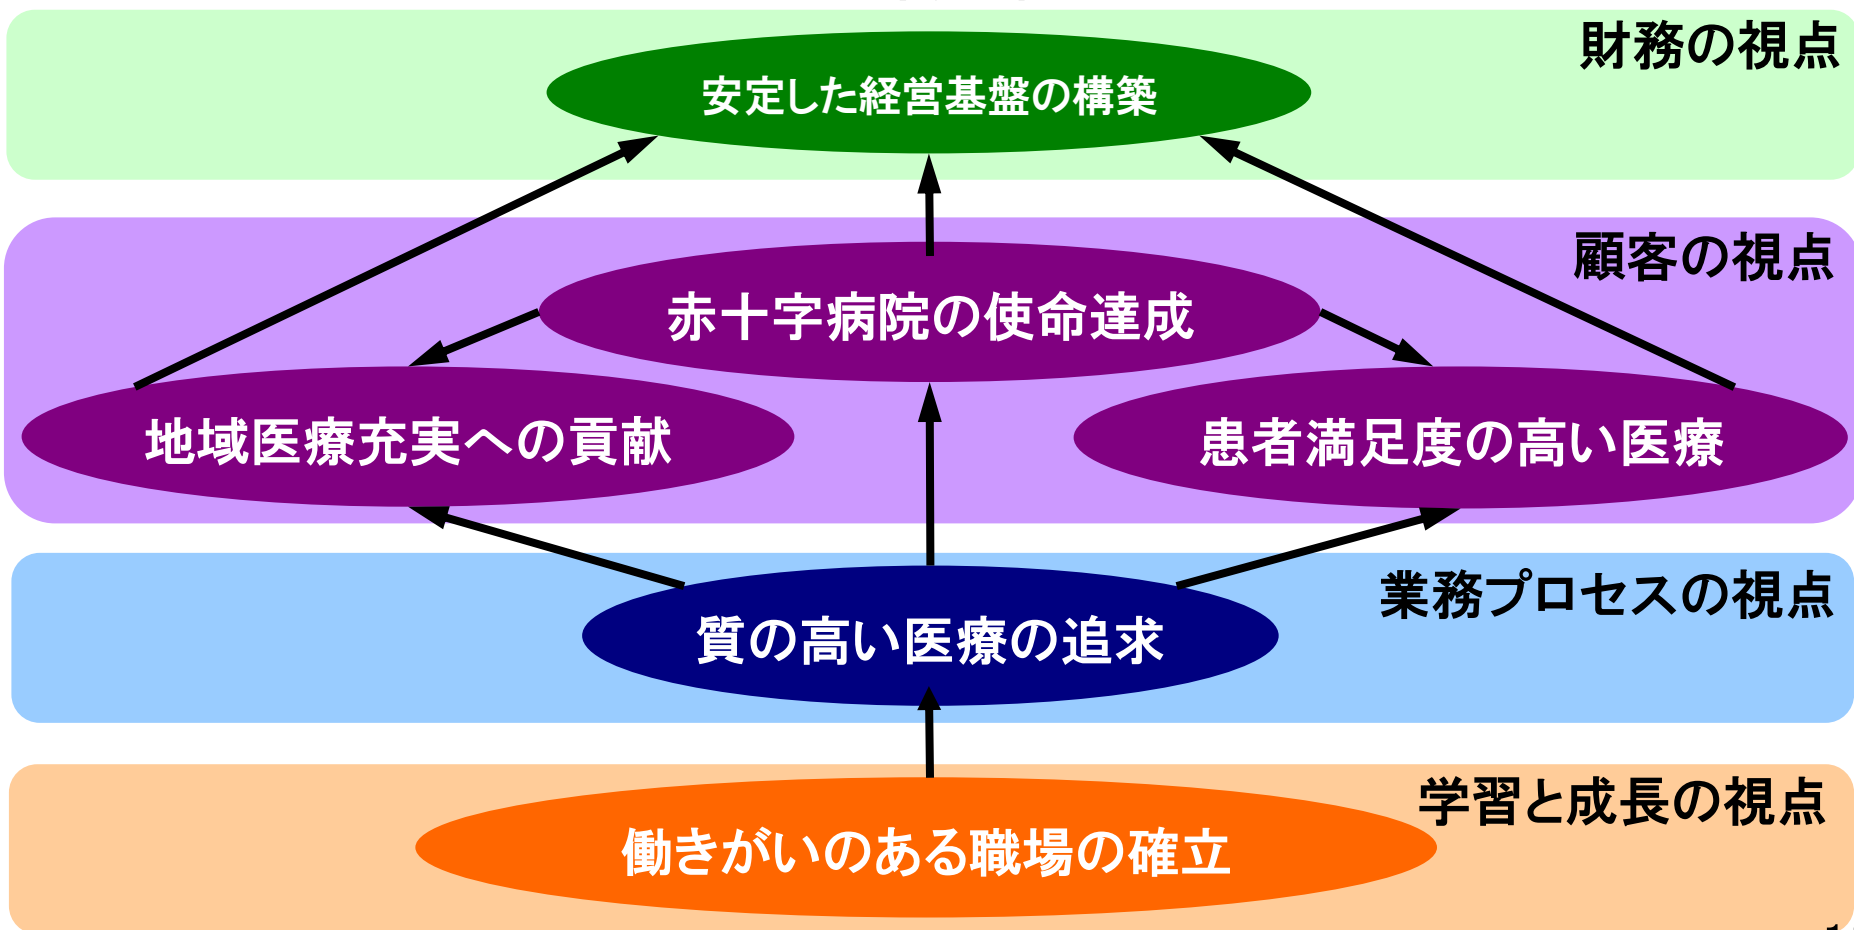 財務の視点
安定した経営基盤の構築
顧客の視点
赤十字病院の使命達成
地域医療充実への貢献
患者満足度の高い医療
業務プロセスの視点
質の高い医療の追求
学習と成長の視点
働きがいのある職場の確立